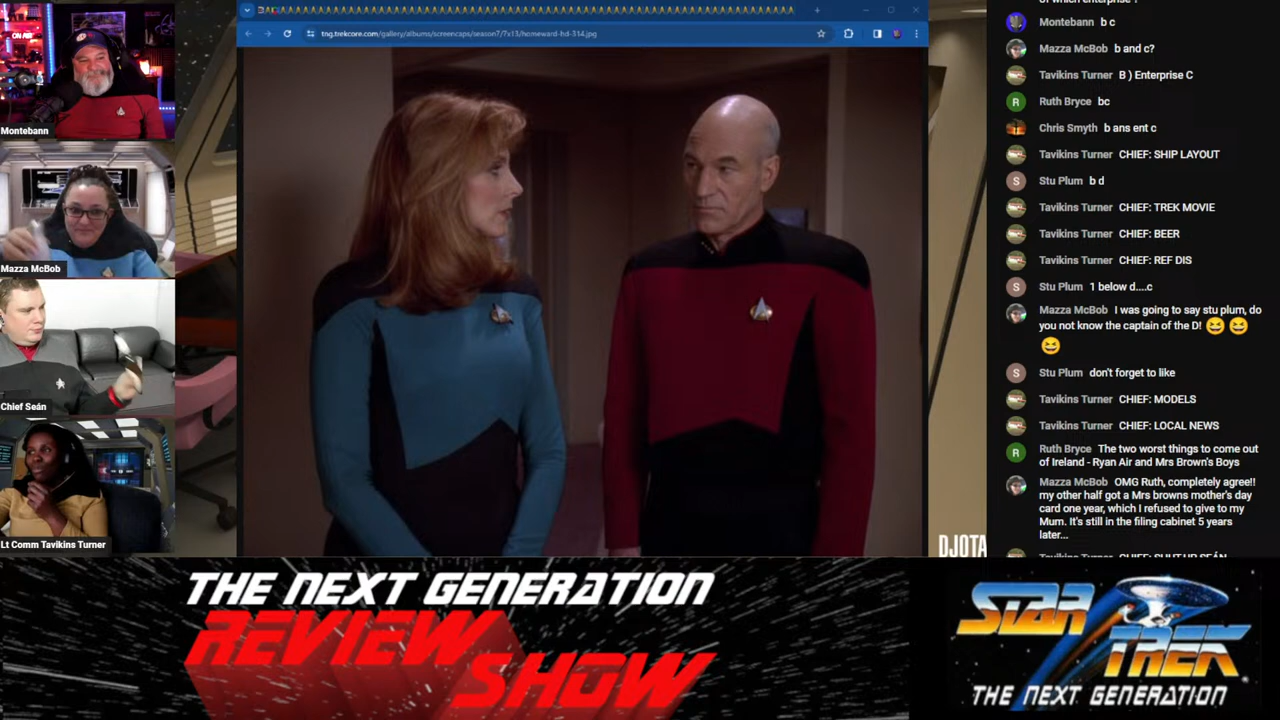 tng.trekcore.com/gallery/albums/screencaps/season7/7x13/homeward-hd-314.jpg
ON AIR
Montebann
Mazza McBob
Chief Seán
Lt Comm Tavikins Turner
Montebann b c
Mazza McBob b and c?
Tavikins Turner B ) Enterprise C
R Ruth Bryce bc
Chris Smyth b ans ent c
Tavikins Turner CHIEF: SHIP LAYOUT
S Stu Plum b d
Tavikins Turner CHIEF: TREK MOVIE
Tavikins Turner CHIEF: BEER
Tavikins Turner CHIEF: REF DIS
S Stu Plum 1 below d....c
Mazza McBob I was going to say stu plum, do
you not know the captain of the D! 😆 😆
😆
S Stu Plum don't forget to like
Tavikins Turner CHIEF: MODELS
Tavikins Turner CHIEF: LOCAL NEWS
R Ruth Bryce The two worst things to come out
of Ireland - Ryan Air and Mrs Brown's Boys
Mazza McBob OMG Ruth, completely agree!!
my other half got a Mrs browns mother's day
card one year, which I refused to give to my
Mum. It's still in the filing cabinet 5 years
later...
DJOTA
THE NEXT GENERATION
REVIEW
SHOW
STAR
TREK
THE NEXT GENERATION